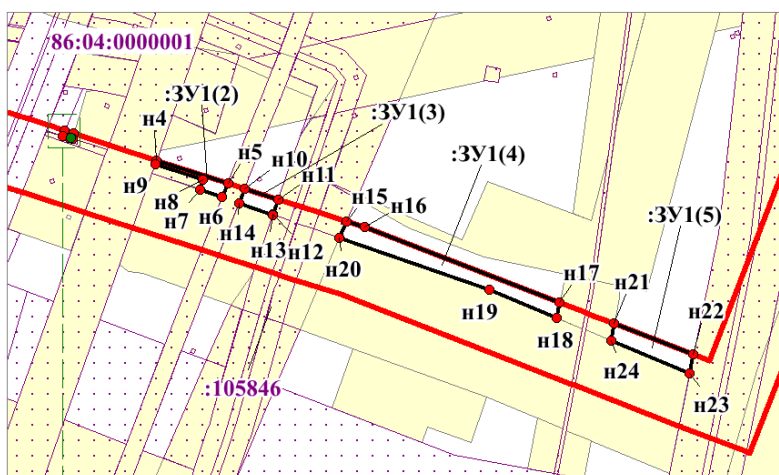 86:04:0000001
:ЗУ1(2)
:ЗУ1(3)
н4
н5
н10
:ЗУ1(4)
н9
н8
н11
н7
н6
н15
н16
:ЗУ1(5)
н14
н13
н12
н20
н17
н21
н19
н22
н18
н24
н23
:105846